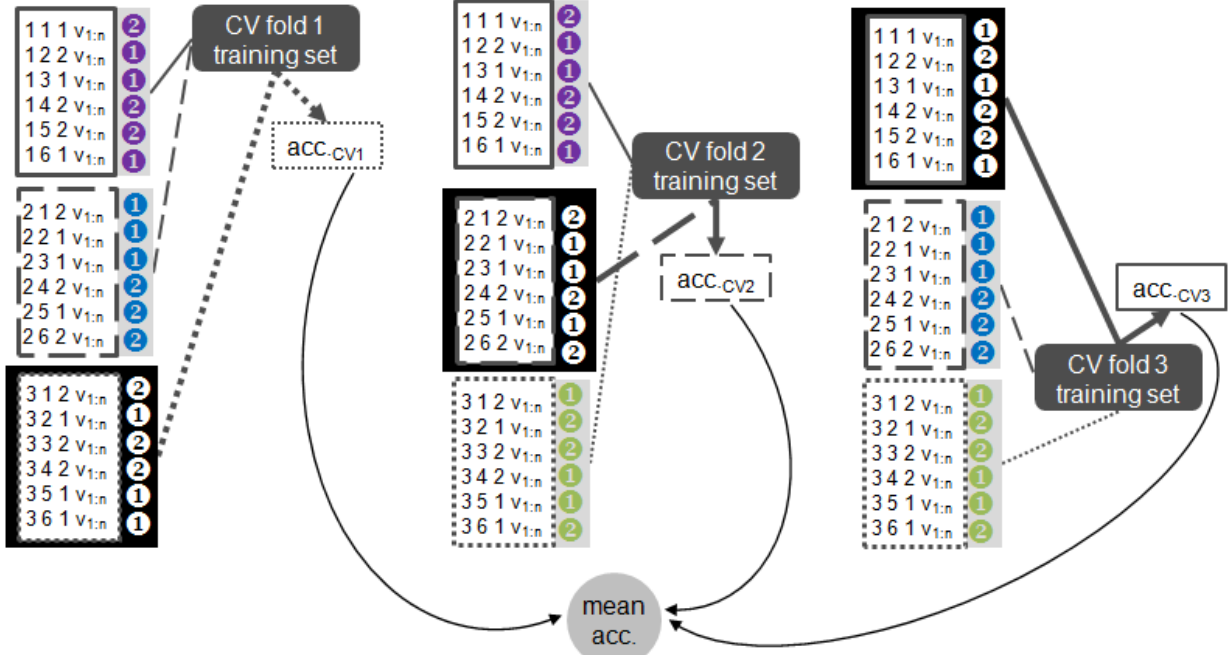 1 1 1 v1:n 2
1 2 2 v1:n 1
1 3 1 v1:n 1
1 4 2 v1:n 2
1 5 2 v1:n 2
1 6 1 v1:n 1
2 1 2 v1:n 1
2 2 1 v1:n 1
2 3 1 v1:n 1
2 4 2 v1:n 2
2 5 1 v1:n 2
2 6 2 v1:n 2
3 1 2 v1:n 2
3 2 1 v1:n 1
3 3 2 v1:n 2
3 4 2 v1:n 2
3 5 1 v1:n 1
3 6 1 v1:n 1
CV fold 1
training set
acc.CV1
1 1 1 v1:n 2
1 2 2 v1:n 1
1 3 1 v1:n 1
1 4 2 v1:n 2
1 5 2 v1:n 2
1 6 1 v1:n 1
2 1 2 v1:n 2
2 2 1 v1:n 1
2 3 1 v1:n 1
2 4 2 v1:n 2
2 5 1 v1:n 1
2 6 2 v1:n 2
3 1 2 v1:n 1
3 2 1 v1:n 2
3 3 2 v1:n 2
3 4 2 v1:n 1
3 5 1 v1:n 1
3 6 1 v1:n 2
CV fold 2
training set
acc.CV2
1 1 1 v1:n 1
1 2 2 v1:n 2
1 3 1 v1:n 1
1 4 2 v1:n 2
1 5 2 v1:n 2
1 6 1 v1:n 1
2 1 2 v1:n 1
2 2 1 v1:n 1
2 3 1 v1:n 1
2 4 2 v1:n 2
2 5 1 v1:n 2
2 6 2 v1:n 2
3 1 2 v1:n 1
3 2 1 v1:n 2
3 3 2 v1:n 2
3 4 2 v1:n 1
3 5 1 v1:n 1
3 6 1 v1:n 2
acc.CV3
CV fold 3
training set
mean
acc.